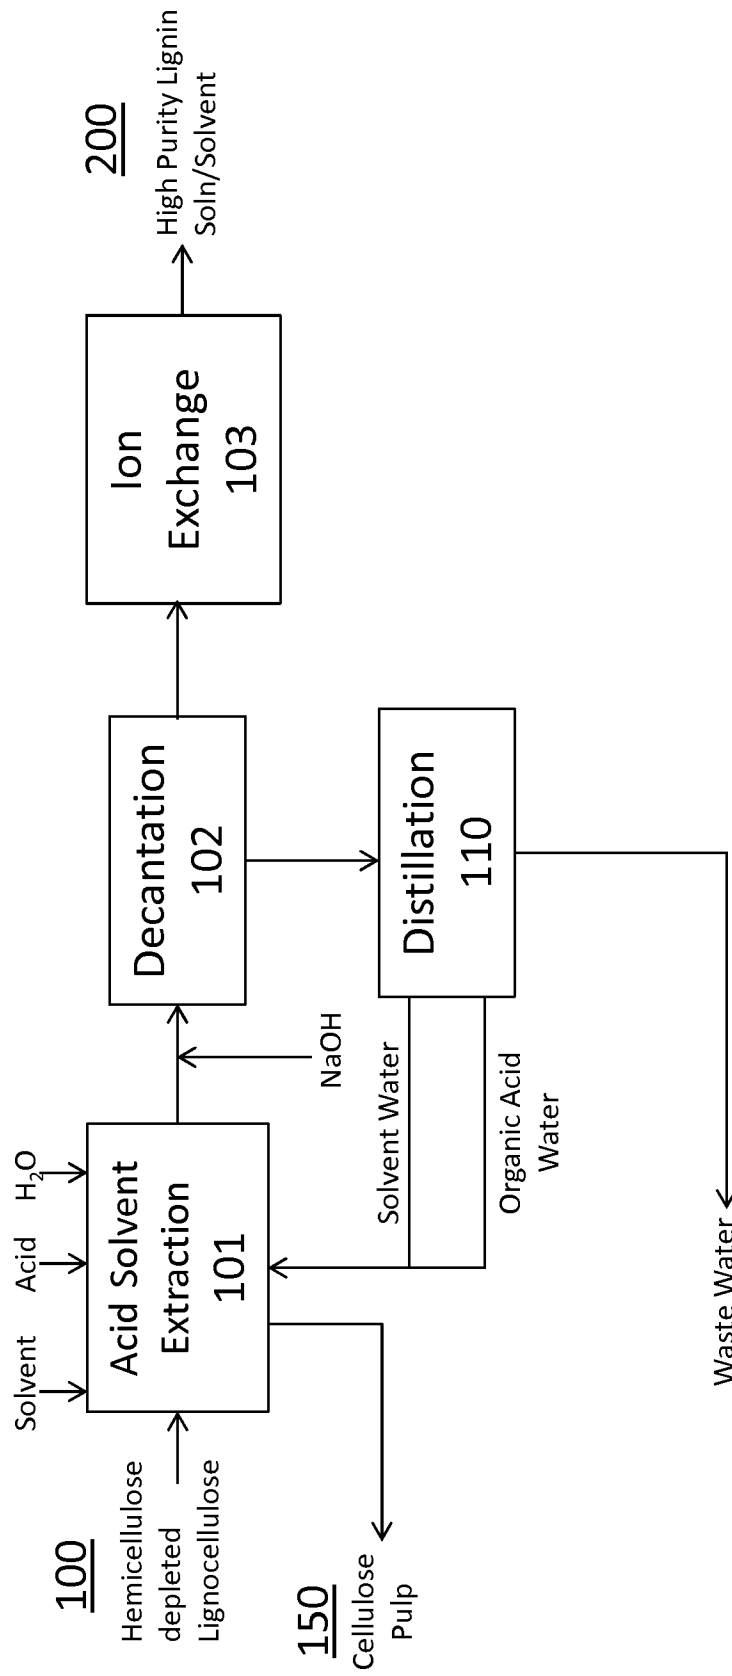 100
Hemicellulose
depleted
Lignocellulose
Solvent
Acid
H₂O
Acid Solvent
Extraction
101
150
Cellulose
Pulp
NaOH
Decantation
102
Solvent Water
Organic Acid
Water
Distillation
110
Waste Water
Ion
Exchange
103
200
High Purity Lignin
Soln/Solvent